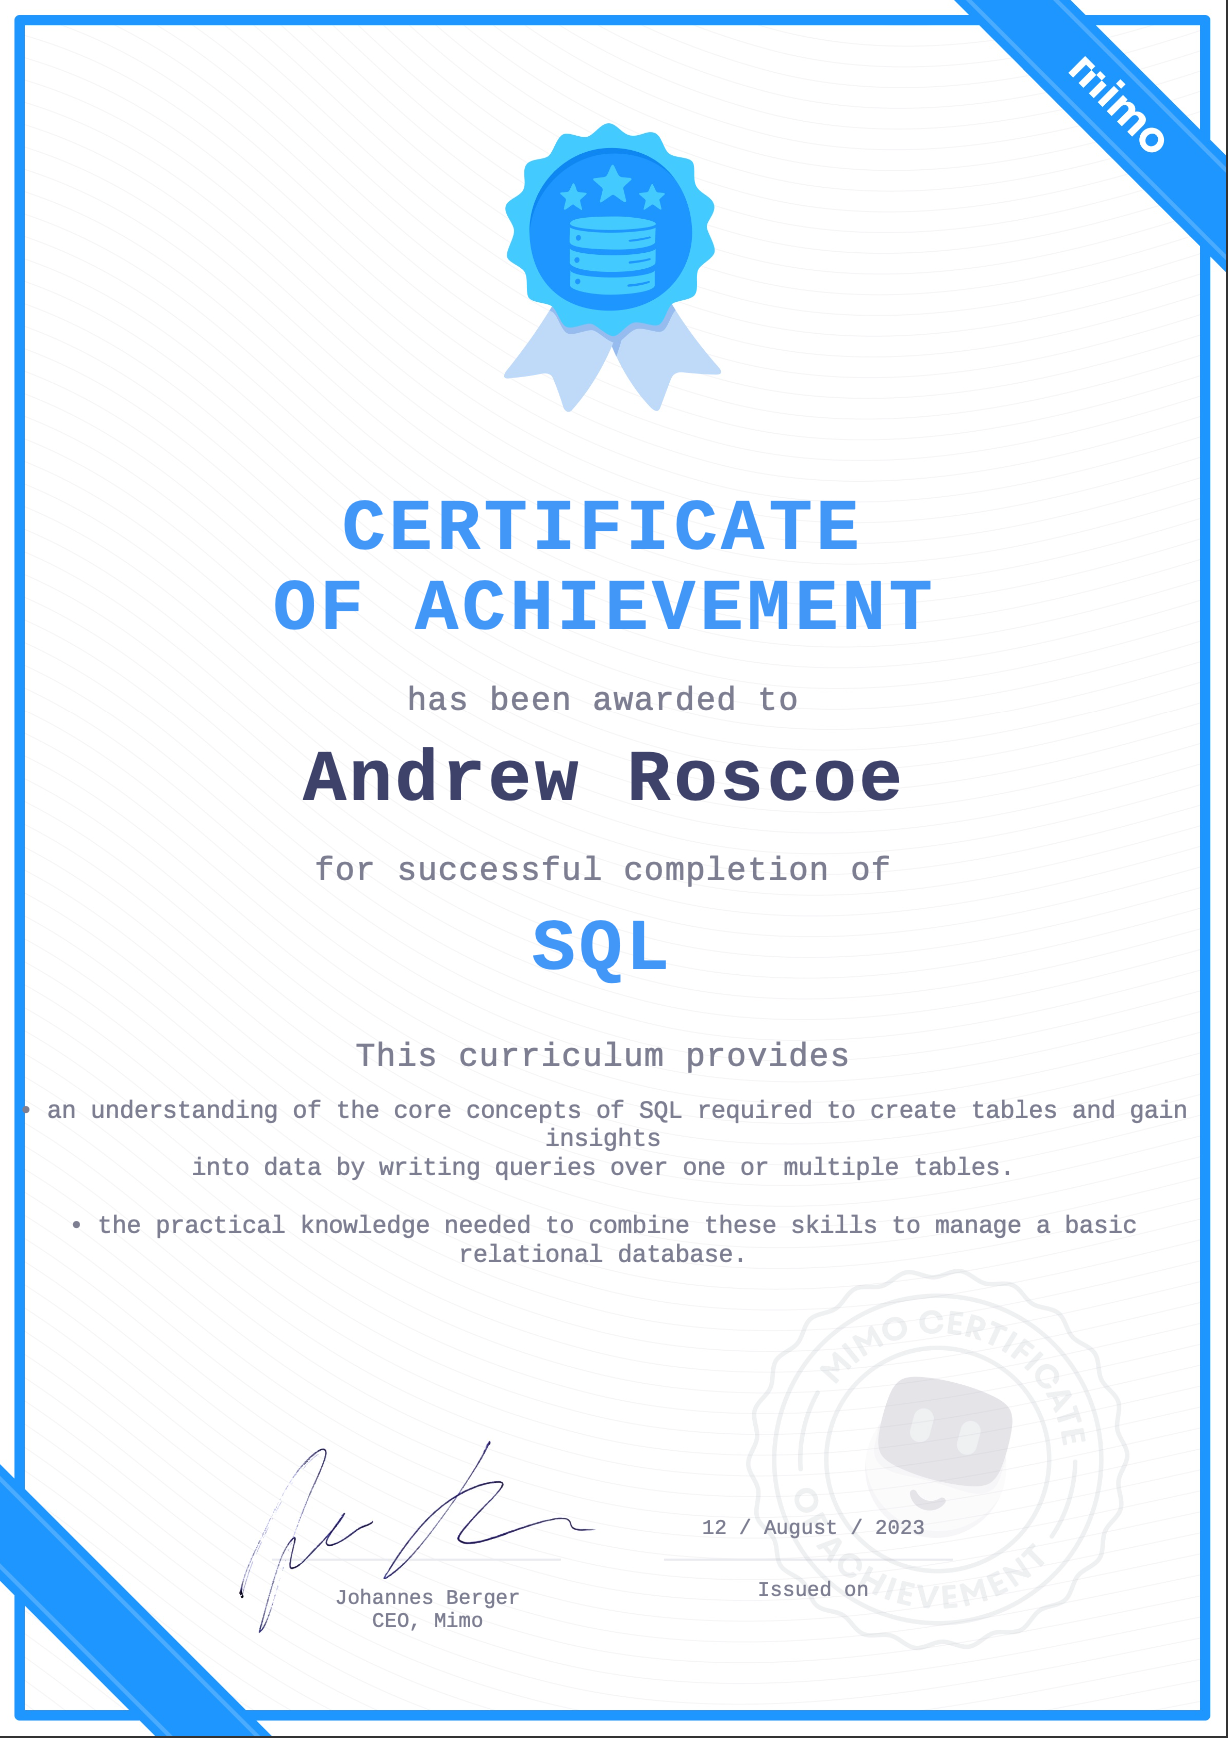 mimo
CERTIFICATE
OF ACHIEVEMENT
has been awarded to
Andrew Roscoe
for successful completion of
SQL
This curriculum provides
• an understanding of the core concepts of SQL required to create tables and gain
insights
into data by writing queries over one or multiple tables.
• the practical knowledge needed to combine these skills to manage a basic
relational database.
MIMO CERTIFICATE
OF ACHIEVEMENT
12 / August / 2023
Issued on
Johannes Berger
CEO, Mimo